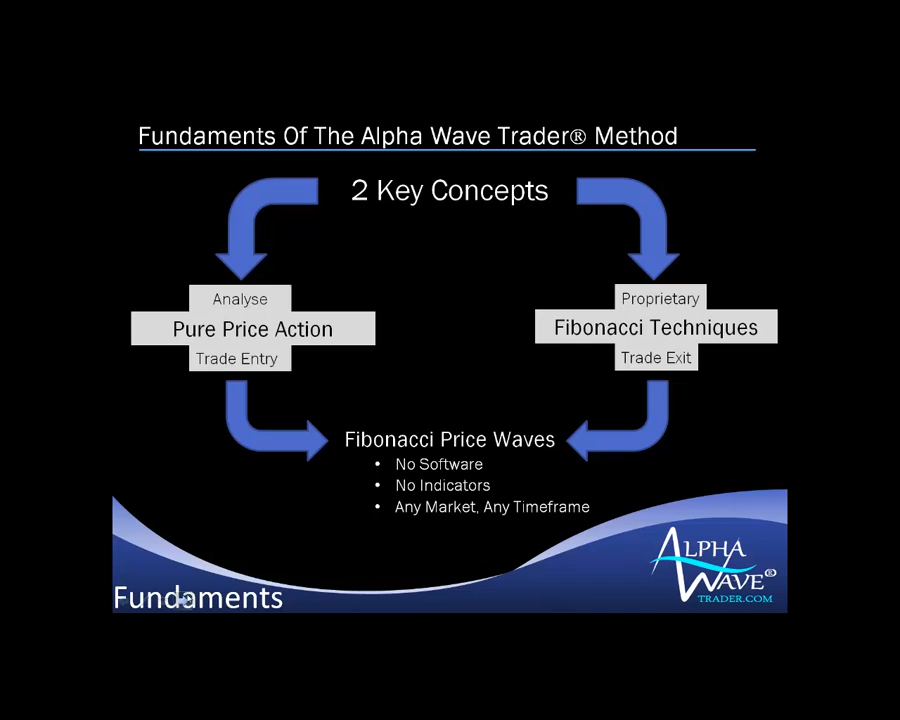 Fundaments Of The Alpha Wave Trader® Method
2 Key Concepts
Analyse
Pure Price Action
Trade Entry
Proprietary
Fibonacci Techniques
Trade Exit
Fibonacci Price Waves
• No Software
• No Indicators
• Any Market, Any Timeframe
ALPHA
WAVE®
TRADER.COM
Fundaments